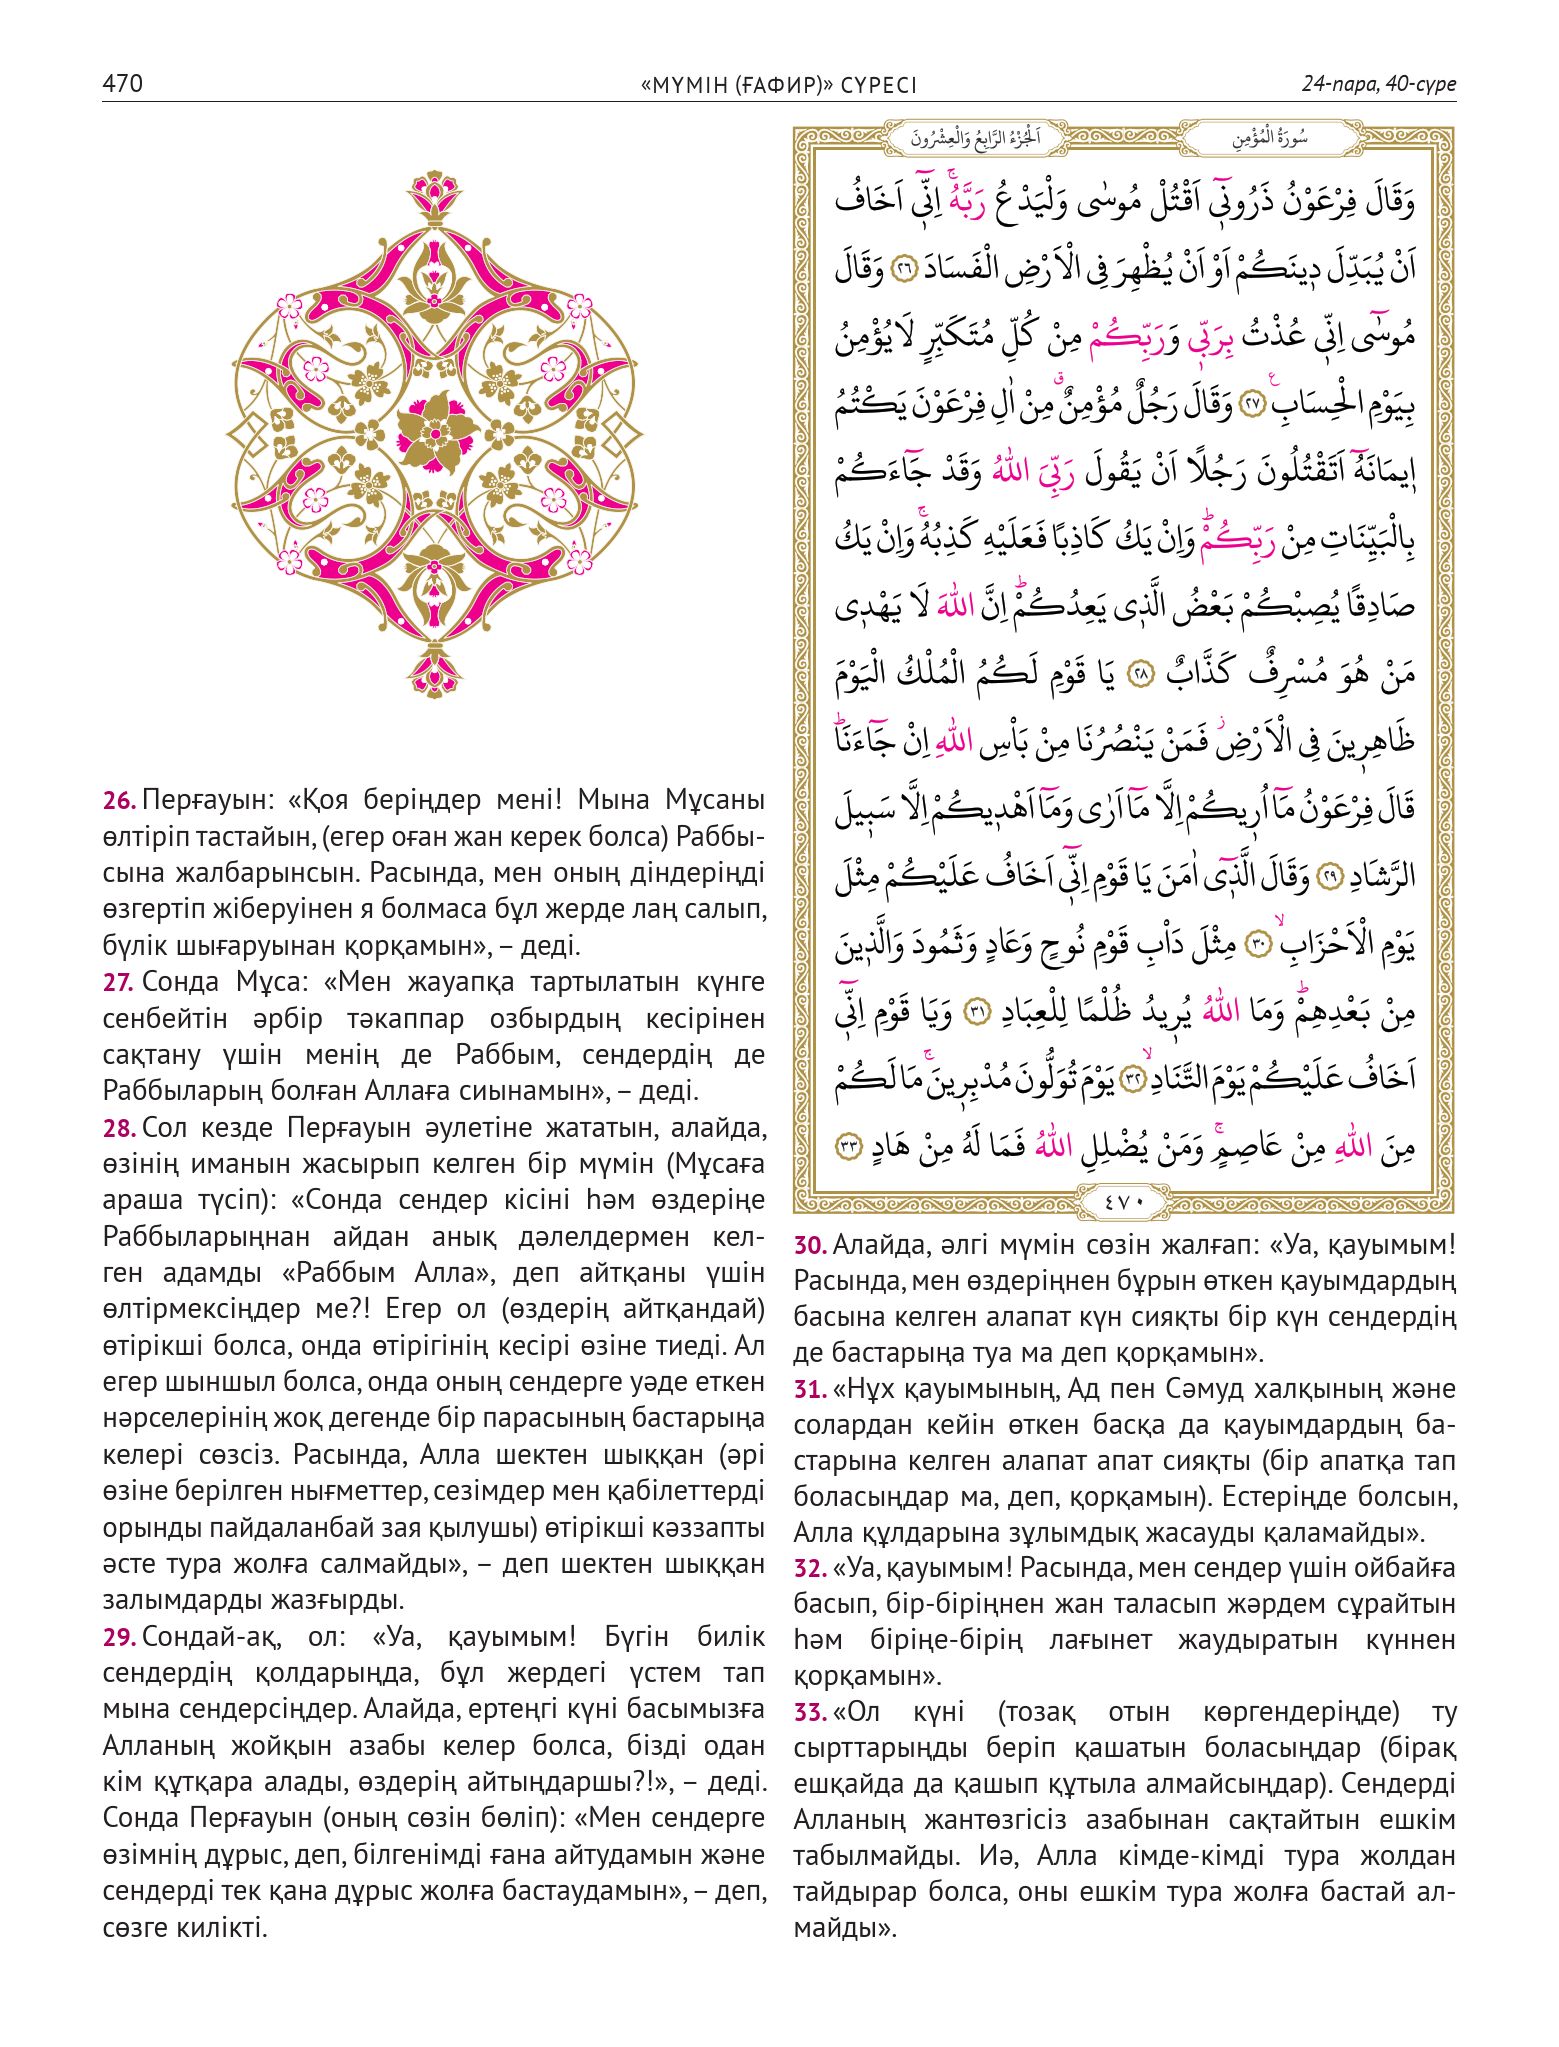 470
«МҮМІН (ҒАФИР)» СҮРЕСІ
24-пара, 40-сүре
26. Перғауын: «Қоя беріңдер мені! Мына Мұсаны
өлтіріп тастайын, (егер оған жан керек болса) Раббы-
сына жалбарынсын. Расында, мен оның діндеріңді
өзгертіп жіберуінен я болмаса бұл жерде лаң салып,
бүлік шығаруынан қорқамын», – деді.
27. Сонда Мұса: «Мен жауапқа тартылатын күнге
сенбейтін әрбір тәкаппар озбырдың кесірінен
сақтану үшін менің де Раббым, сендердің де
Раббыларың болған Аллаға сиынамын», – деді.
28. Сол кезде Перғауын әулетіне жататын, алайда,
өзінің иманын жасырып келген бір мүмін (Мұсаға
араша түсіп): «Сонда сендер кісіні һәм өздеріңе
Раббыларыңнан айдан анық дәлелдермен кел-
ген адамды «Раббым Алла», деп айтқаны үшін
өлтірмексіңдер ме?! Егер ол (өздерің айтқандай)
өтірікші болса, онда өтірігінің кесірі өзіне тиеді. Ал
егер шыншыл болса, онда оның сендерге уәде еткен
нәрселерінің жоқ дегенде бір парасының бастарыңа
келері сөзсіз. Расында, Алла шектен шыққан (әрі
өзіне берілген нығметтер, сезімдер мен қабілеттерді
орынды пайдаланбай зая қылушы) өтірікші кәззапты
әсте тура жолға салмайды», – деп шектен шыққан
залымдарды жазғырды.
29. Сондай-ақ, ол: «Уа, қауымым! Бүгін билік
сендердің қолдарыңда, бұл жердегі үстем тап
мына сендерсіңдер. Алайда, ертеңгі күні басымызға
Алланың жойқын азабы келер болса, бізді одан
кім құтқара алады, өздерің айтыңдаршы?!», – деді.
Сонда Перғауын (оның сөзін бөліп): «Мен сендерге
өзімнің дұрыс, деп, білгенімді ғана айтудамын және
сендерді тек қана дұрыс жолға бастаудамын», – деп,
сөзге килікті.
سُورَةُ الْمُؤْمِنِ
اَلْجُزْءُ الرَّابِعُ وَالْعِشْرُونَ
وَقَالَ فِرْعَوْنُ ذَرُونٖٓي اَقْتُلْ مُوسٰى وَلْيَدْعُ رَبَّهُۚ اِنّٖٓي اَخَافُ
اَنْ يُبَدِّلَ دٖينَكُمْ اَوْ اَنْ يُظْهِرَ فِي الْاَرْضِ الْفَسَادَ ﴿٢٦﴾ وَقَالَ
مُوسٰٓى اِنّٖي عُذْتُ بِرَبّٖي وَرَبِّكُمْ مِنْ كُلِّ مُتَكَبِّرٍ لَا يُؤْمِنُ
بِيَوْمِ الْحِسَابِ ﴿٢٧﴾ وَقَالَ رَجُلٌ مُؤْمِنٌ مِنْ اٰلِ فِرْعَوْنَ يَكْتُمُ
اٖيمَانَهُٓ اَتَقْتُلُونَ رَجُلًا اَنْ يَقُولَ رَبِّيَ اللّٰهُ وَقَدْ جَٓاءَكُمْ
بِالْبَيِّنَاتِ مِنْ رَبِّكُمْؕ وَاِنْ يَكُ كَاذِبًا فَعَلَيْهِ كَذِبُهُۚ وَاِنْ يَكُ
صَادِقًا يُصِبْكُمْ بَعْضُ الَّذٖي يَعِدُكُمْؕ اِنَّ اللّٰهَ لَا يَهْدٖي
مَنْ هُوَ مُسْرِفٌ كَذَّابٌ ﴿٢٨﴾ يَا قَوْمِ لَكُمُ الْمُلْكُ الْيَوْمَ
ظَاهِرٖينَ فِي الْاَرْضِ فَمَنْ يَنْصُرُنَا مِنْ بَاْسِ اللّٰهِ اِنْ جَٓاءَنَاؕ
قَالَ فِرْعَوْنُ مَٓا اُرٖيكُمْ اِلَّا مَٓا اَرٰى وَمَٓا اَهْدٖيكُمْ اِلَّا سَبٖيلَ
الرَّشَادِ ﴿٢٩﴾ وَقَالَ الَّذٖٓي اٰمَنَ يَا قَوْمِ اِنّٖٓي اَخَافُ عَلَيْكُمْ مِثْلَ
يَوْمِ الْاَحْزَابِۙ ﴿٣٠﴾ مِثْلَ دَاْبِ قَوْمِ نُوحٍ وَعَادٍ وَثَمُودَ وَالَّذٖينَ
مِنْ بَعْدِهِمْؕ وَمَا اللّٰهُ يُرٖيدُ ظُلْمًا لِلْعِبَادِ ﴿٣١﴾ وَيَا قَوْمِ اِنّٖٓي
اَخَافُ عَلَيْكُمْ يَوْمَ التَّنَادِۙ ﴿٣٢﴾ يَوْمَ تُوَلُّونَ مُدْبِرٖينَۚ مَا لَكُمْ
مِنَ اللّٰهِ مِنْ عَاصِمٍۚ وَمَنْ يُضْلِلِ اللّٰهُ فَمَا لَهُ مِنْ هَادٍ ﴿٣٣﴾
٤٧٠
30. Алайда, әлгі мүмін сөзін жалғап: «Уа, қауымым!
Расында, мен өздеріңнен бұрын өткен қауымдардың
басына келген алапат күн сияқты бір күн сендердің
де бастарыңа туа ма деп қорқамын».
31. «Нұх қауымының, Ад пен Сәмуд халқының және
солардан кейін өткен басқа да қауымдардың ба-
старына келген алапат апат сияқты (бір апатқа тап
боласыңдар ма, деп, қорқамын). Естеріңде болсын,
Алла құлдарына зұлымдық жасауды қаламайды».
32. «Уа, қауымым! Расында, мен сендер үшін ойбайға
басып, бір-біріңнен жан таласып жәрдем сұрайтын
һәм біріңе-бірің лағынет жаудыратын күннен
қорқамын».
33. «Ол күні (тозақ отын көргендеріңде) ту
сырттарыңды беріп қашатын боласыңдар (бірақ
ешқайда да қашып құтыла алмайсыңдар). Сендерді
Алланың жантөзгісіз азабынан сақтайтын ешкім
табылмайды. Иә, Алла кімде-кімді тура жолдан
тайдырар болса, оны ешкім тура жолға бастай ал-
майды».